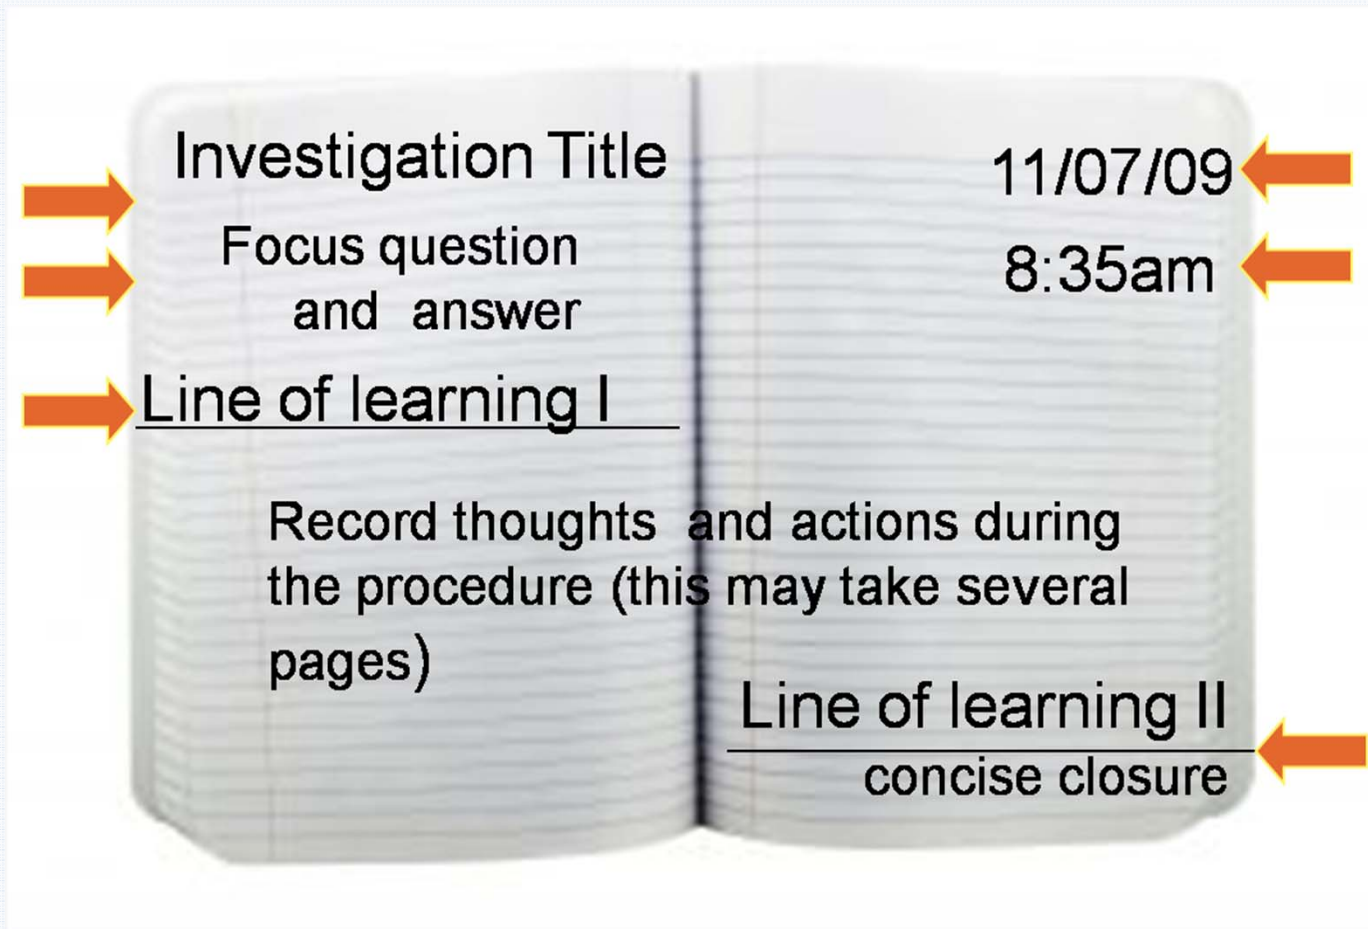 Investigation Title
11/07/09
Focus question
and answer
8:35am
Line of learning I
Record thoughts and actions during
the procedure (this may take several
pages)
Line of learning II
concise closure